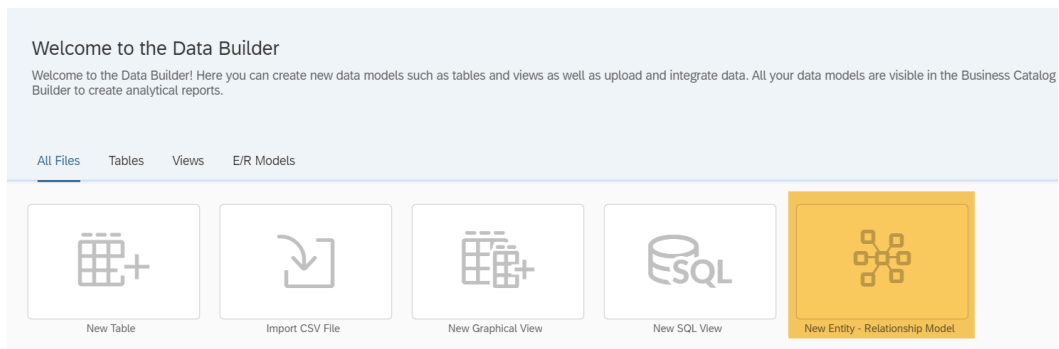 Welcome to the Data Builder
Welcome to the Data Builder! Here you can create new data models such as tables and views as well as upload and integrate data. All your data models are visible in the Business Catalog
Builder to create analytical reports.
All Files Tables Views E/R Models
SQL
New Table Import CSV File New Graphical View New SQL View New Entity - Relationship Model